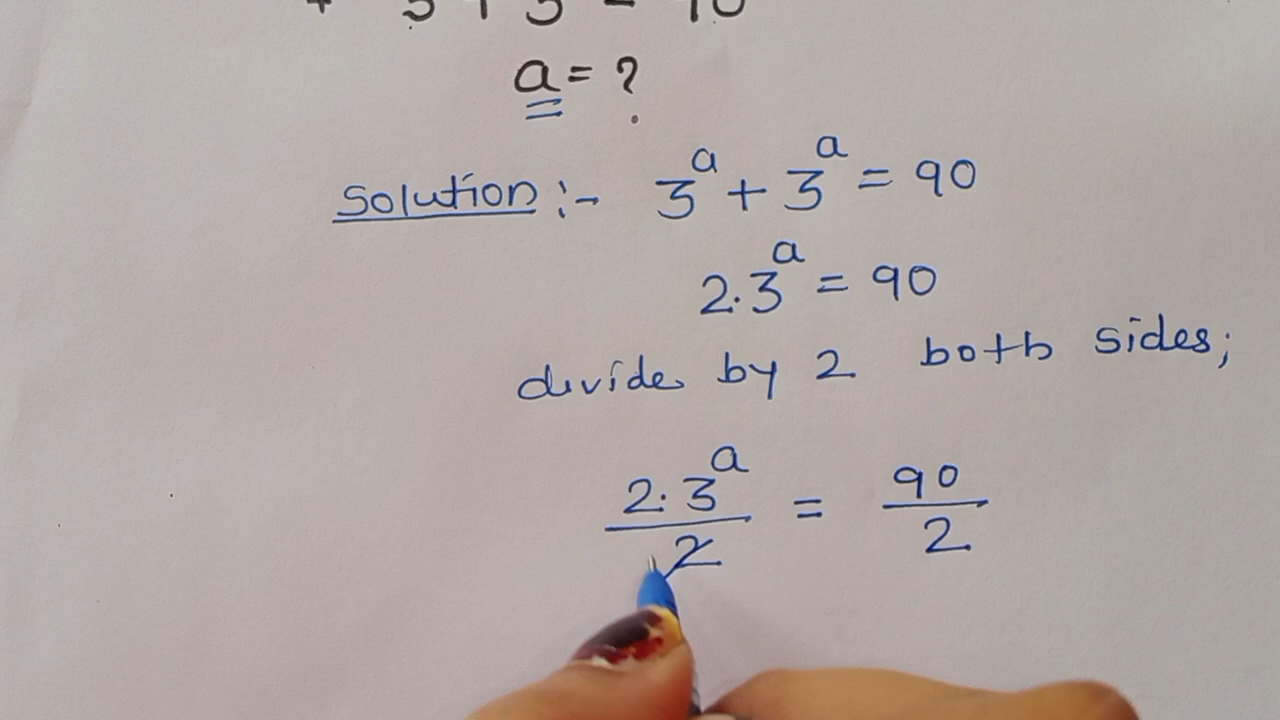 a = ?
Solution :- 3^a + 3^a = 90
2·3^a = 90
divide by 2 both sides;
2·3^a / 2 = 90 / 2